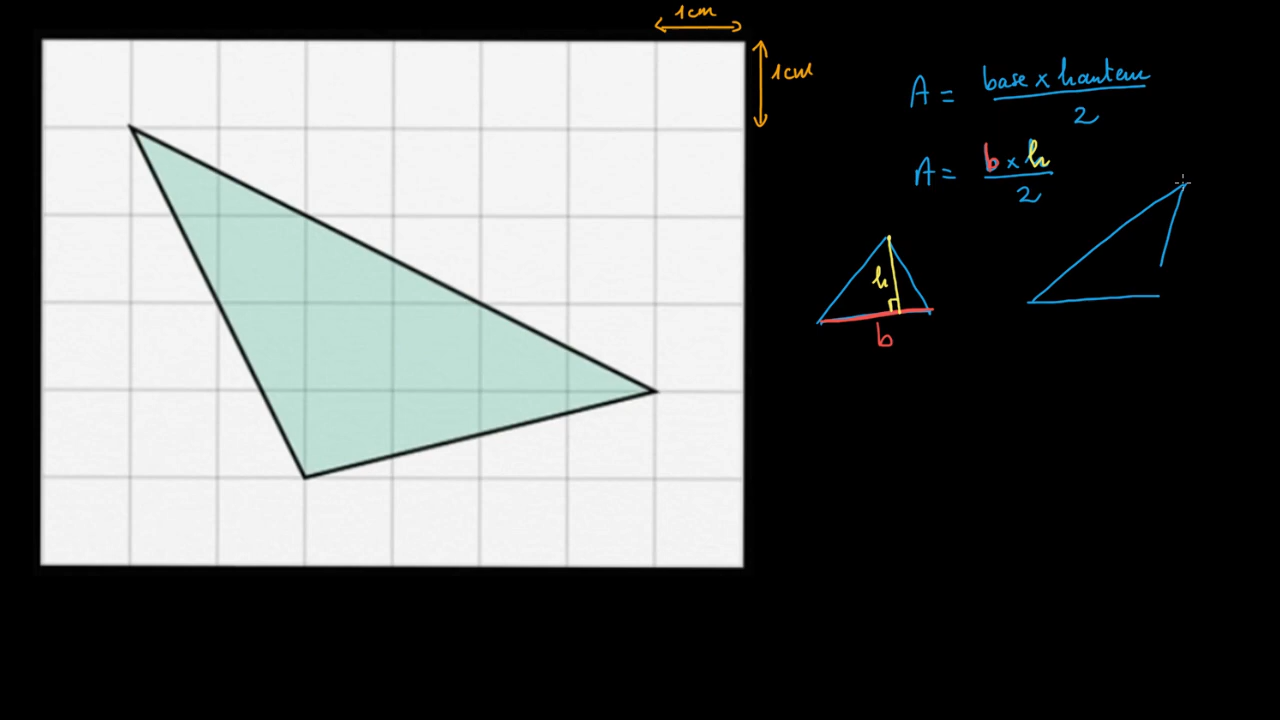 1cm
1cm
A = base x hauteur / 2
A = b x h / 2
h
b